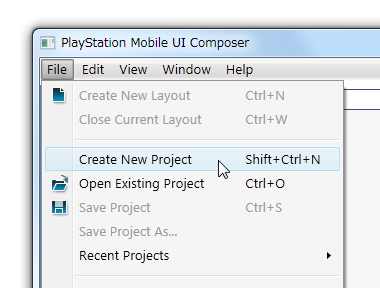 PlayStation Mobile UI Composer
File Edit View Window Help
Create New Layout Ctrl+N
Close Current Layout Ctrl+W
Create New Project Shift+Ctrl+N
Open Existing Project Ctrl+O
Save Project Ctrl+S
Save Project As...
Recent Projects